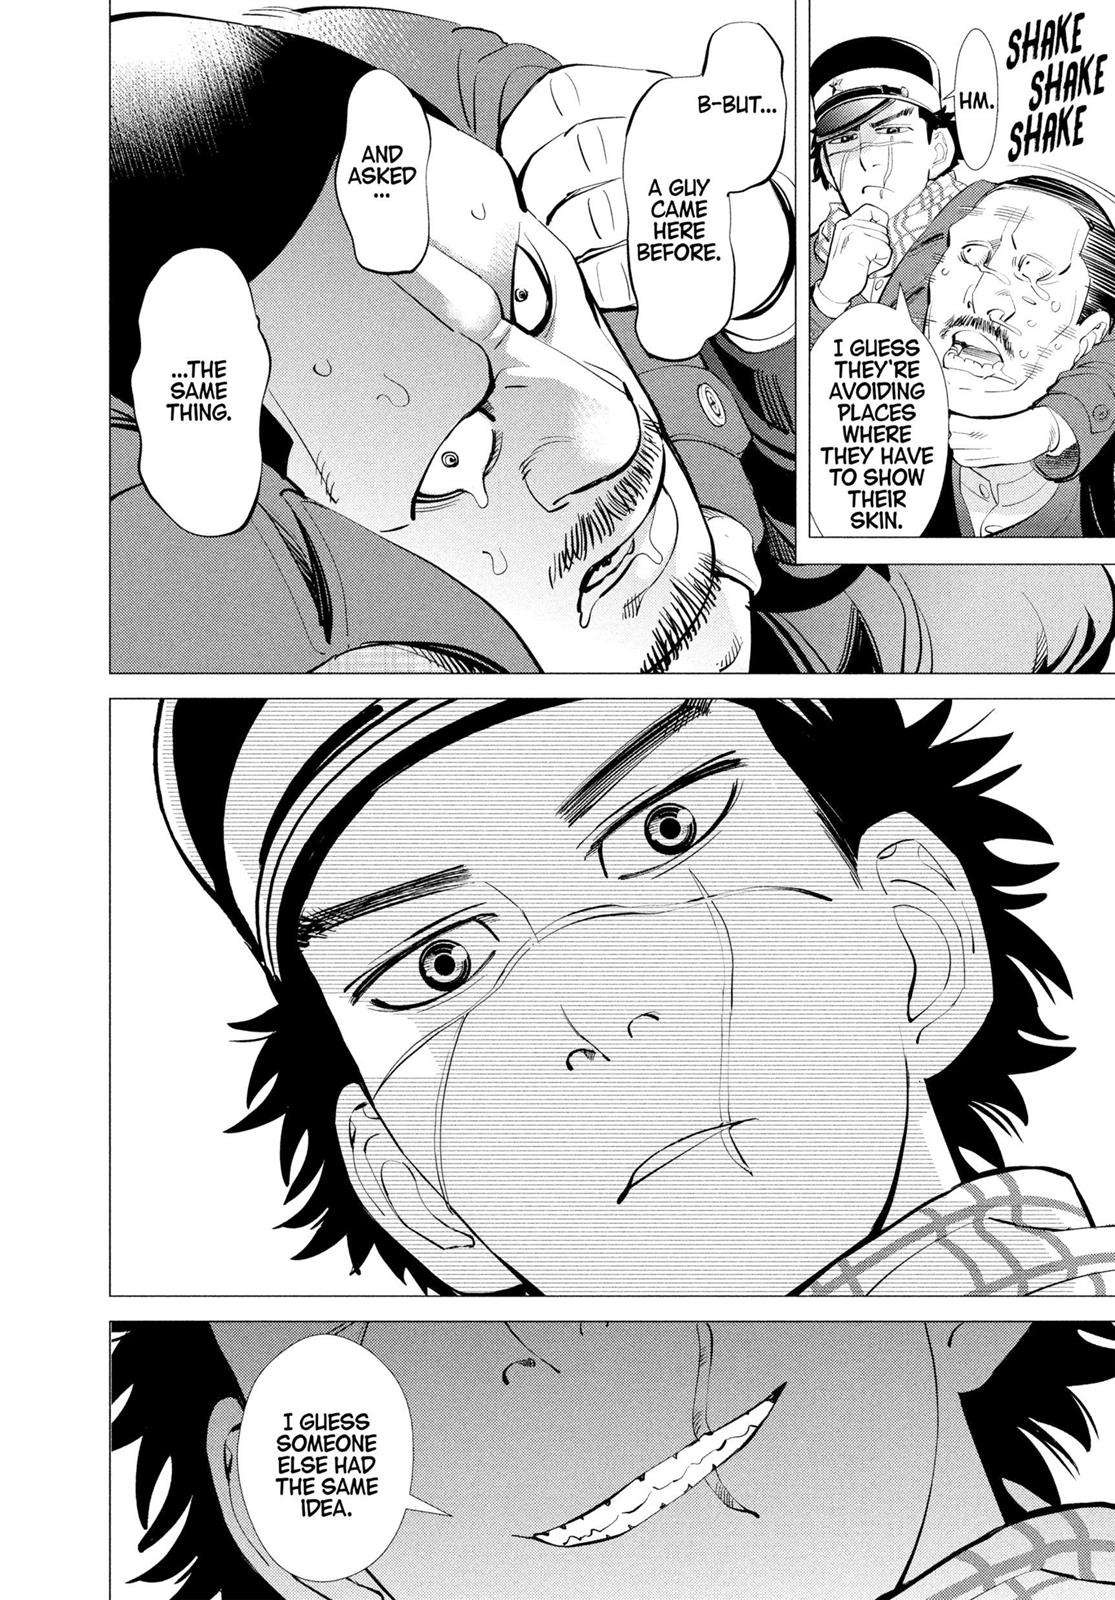 SHAKE
SHAKE
SHAKE
HM.
I GUESS
THEY'RE
AVOIDING
PLACES
WHERE
THEY HAVE
TO SHOW
THEIR
SKIN.
B-BUT...
A GUY
CAME
HERE
BEFORE.
AND
ASKED
...
...THE
SAME
THING.
I GUESS
SOMEONE
ELSE HAD
THE SAME
IDEA.